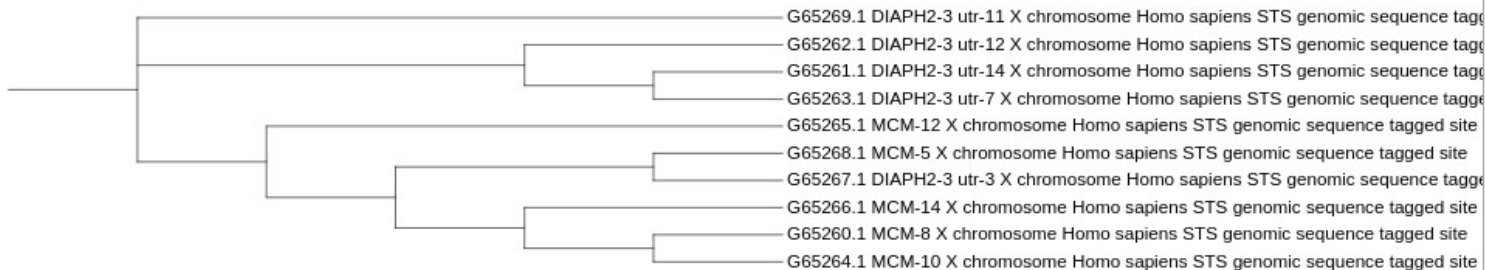 G65269.1 DIAPH2-3 utr-11 X chromosome Homo sapiens STS genomic sequence tagg
G65262.1 DIAPH2-3 utr-12 X chromosome Homo sapiens STS genomic sequence tagg
G65261.1 DIAPH2-3 utr-14 X chromosome Homo sapiens STS genomic sequence tagg
G65263.1 DIAPH2-3 utr-7 X chromosome Homo sapiens STS genomic sequence tagge
G65265.1 MCM-12 X chromosome Homo sapiens STS genomic sequence tagged site
G65268.1 MCM-5 X chromosome Homo sapiens STS genomic sequence tagged site
G65267.1 DIAPH2-3 utr-3 X chromosome Homo sapiens STS genomic sequence tagge
G65266.1 MCM-14 X chromosome Homo sapiens STS genomic sequence tagged site
G65260.1 MCM-8 X chromosome Homo sapiens STS genomic sequence tagged site
G65264.1 MCM-10 X chromosome Homo sapiens STS genomic sequence tagged site